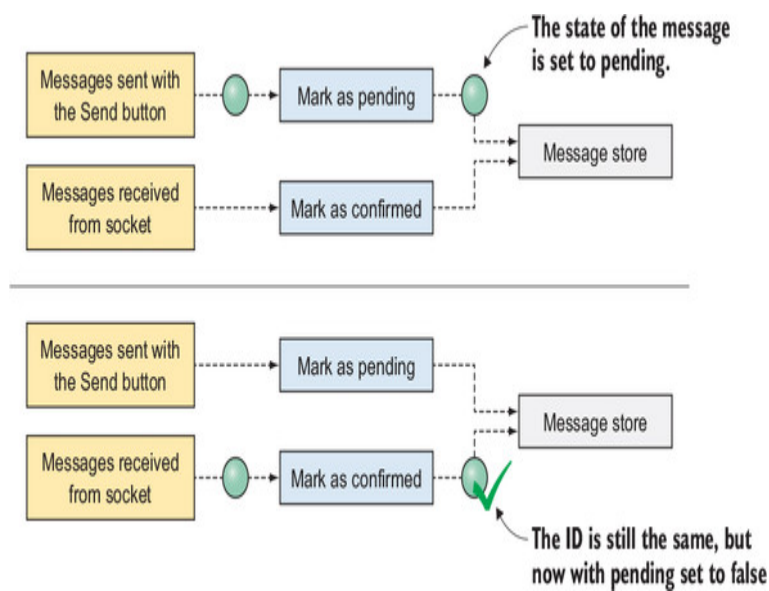 The state of the message
is set to pending.
Messages sent with
the Send button
Mark as pending
Message store
Messages received
from socket
Mark as confirmed
Messages sent with
the Send button
Mark as pending
Message store
Messages received
from socket
Mark as confirmed
The ID is still the same, but
now with pending set to false